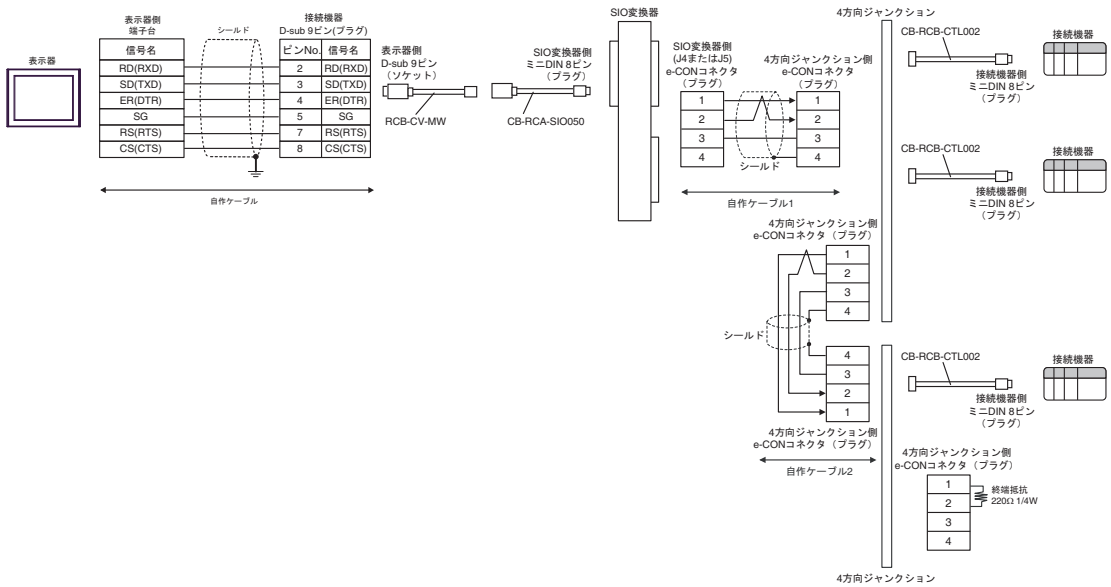 表示器
表示器側
端子台
シールド
接続機器
D-sub 9ピン(プラグ)
信号名
ピンNo.
信号名
RD(RXD)
2
RD(RXD)
SD(TXD)
3
SD(TXD)
ER(DTR)
4
ER(DTR)
SG
5
SG
RS(RTS)
7
RS(RTS)
CS(CTS)
8
CS(CTS)
自作ケーブル
表示器側
D-sub 9ピン
（ソケット）
RCB-CV-MW
SIO変換器側
ミニDIN 8ピン
（プラグ）
CB-RCA-SIO050
SIO変換器
SIO変換器側
(J4またはJ5)
e-CONコネクタ
（プラグ）
1
2
3
4
シールド
4方向ジャンクション側
e-CONコネクタ
（プラグ）
1
2
3
4
自作ケーブル1
4方向ジャンクション側
e-CONコネクタ（プラグ）
1
2
3
4
シールド
4
3
2
1
4方向ジャンクション側
e-CONコネクタ（プラグ）
自作ケーブル2
4方向ジャンクション
CB-RCB-CTL002
接続機器側
ミニDIN 8ピン
（プラグ）
接続機器
CB-RCB-CTL002
接続機器側
ミニDIN 8ピン
（プラグ）
接続機器
CB-RCB-CTL002
接続機器側
ミニDIN 8ピン
（プラグ）
接続機器
4方向ジャンクション側
e-CONコネクタ（プラグ）
1
2
3
4
終端抵抗
220Ω 1/4W
4方向ジャンクション